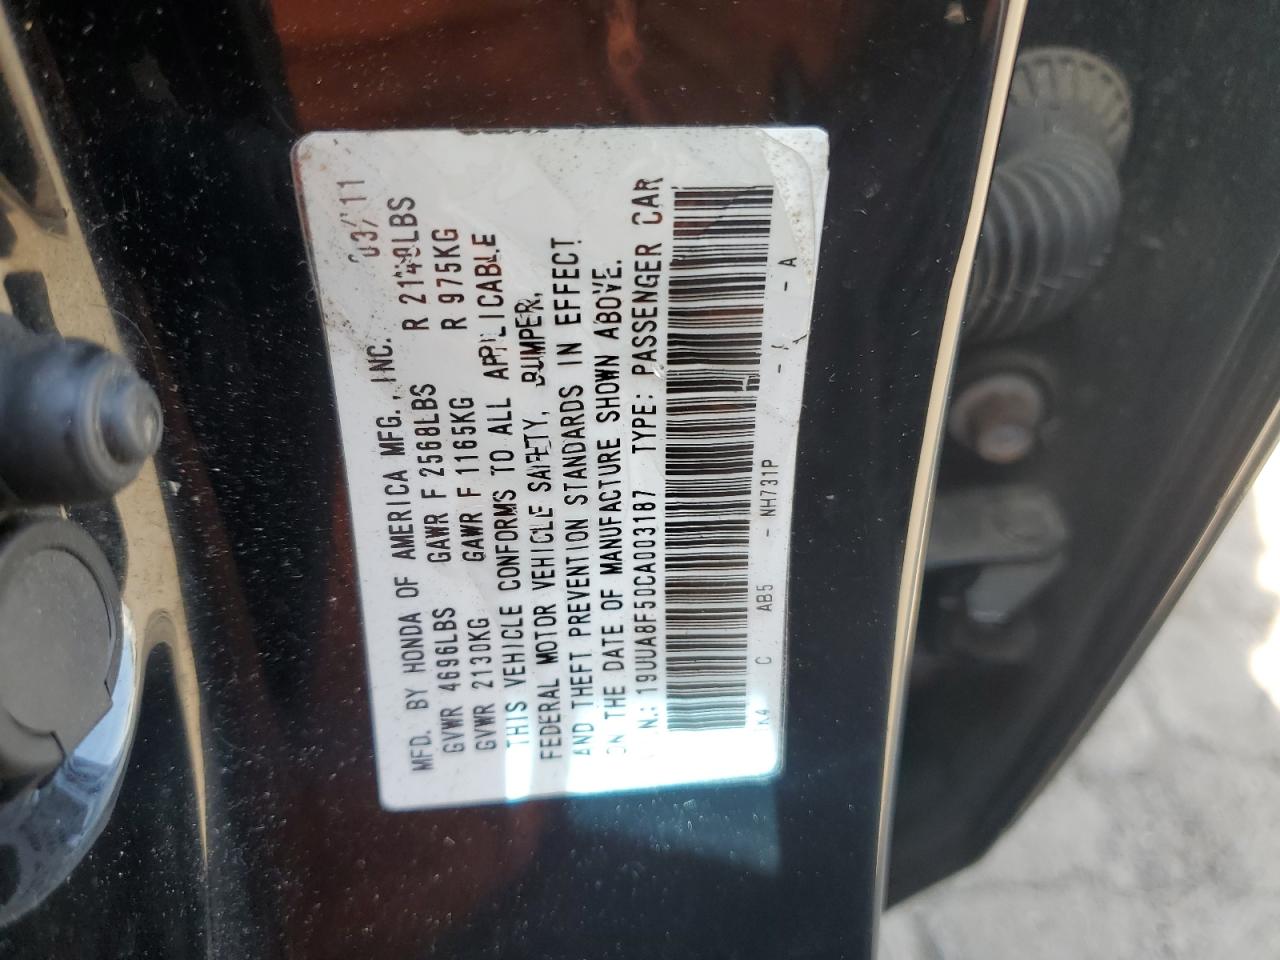 MFD. BY HONDA OF AMERICA MFG., INC. 03/'11
GVWR 4696LBS GAWR F 2568LBS R 2149LBS
GVWR 2130KG GAWR F 1165KG R 975KG
THIS VEHICLE CONFORMS TO ALL APPLICABLE
FEDERAL MOTOR VEHICLE SAFETY, BUMPER,
AND THEFT PREVENTION STANDARDS IN EFFECT
ON THE DATE OF MANUFACTURE SHOWN ABOVE.
V.I.N.: 19UUA8F50CA003187 TYPE: PASSENGER CAR
TK4 C AB5 - NH731P - / - A